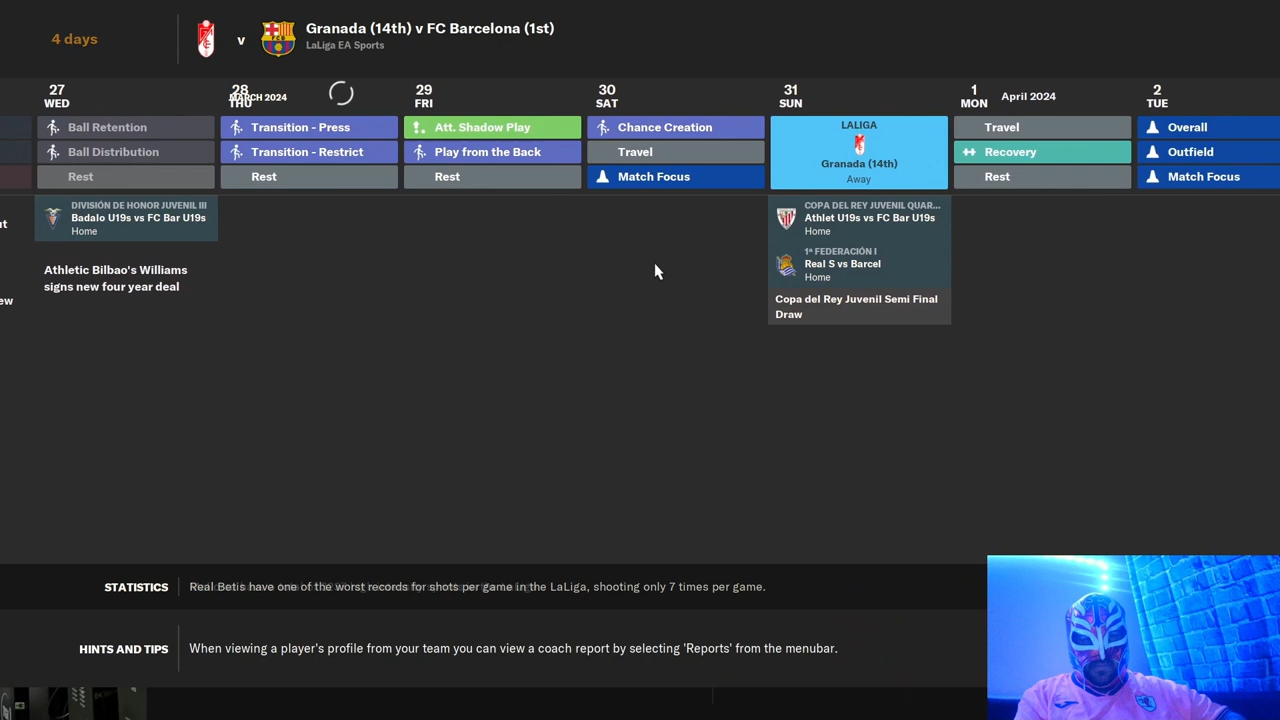 4 days
v
Granada (14th) v FC Barcelona (1st)
LaLiga EA Sports
27
WED
28
THU
MARCH 2024
29
FRI
30
SAT
31
SUN
1
MON
April 2024
2
TUE
Ball Retention
Transition - Press
Att. Shadow Play
Chance Creation
LALIGA
Travel
Overall
Ball Distribution
Transition - Restrict
Play from the Back
Travel
Granada (14th)
Recovery
Outfield
Rest
Rest
Rest
Match Focus
Away
Rest
Match Focus
DIVISIÓN DE HONOR JUVENIL III
Badalo U19s vs FC Bar U19s
Home
Athletic Bilbao's Williams
signs new four year deal
COPA DEL REY JUVENIL QUAR...
Athlet U19s vs FC Bar U19s
Home
1ª FEDERACIÓN I
Real S vs Barcel
Home
Copa del Rey Juvenil Semi Final
Draw
STATISTICS
Real Betis have one of the worst records for shots per game in the LaLiga, shooting only 7 times per game.
HINTS AND TIPS
When viewing a player's profile from your team you can view a coach report by selecting 'Reports' from the menubar.